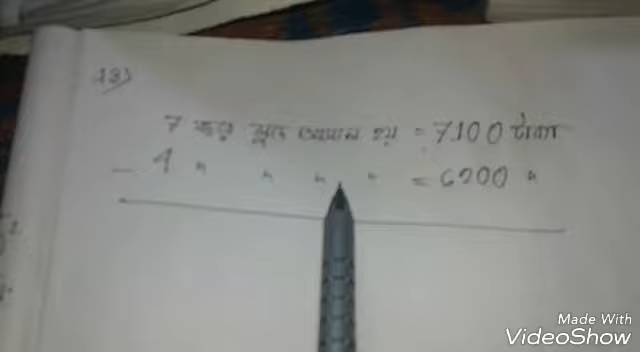 13)
7 বছরে সুদে আসলে হয় = 7100 টাকা
- 4 " " " " = 6200 "
Made With
VideoShow